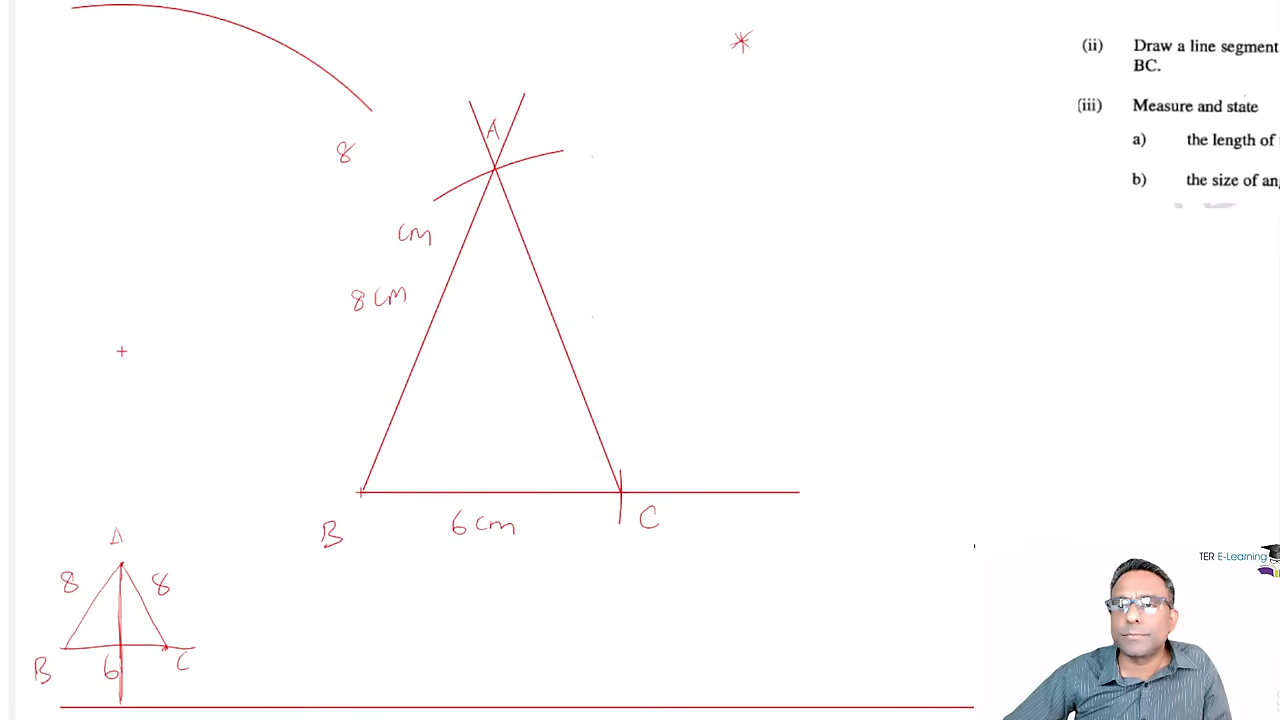 (ii) Draw a line segment
BC.
(iii) Measure and state
a) the length of
b) the size of
A
8
cm
8 cm
B
6 cm
C
A
8
8
B
6
C
TER E-Learning